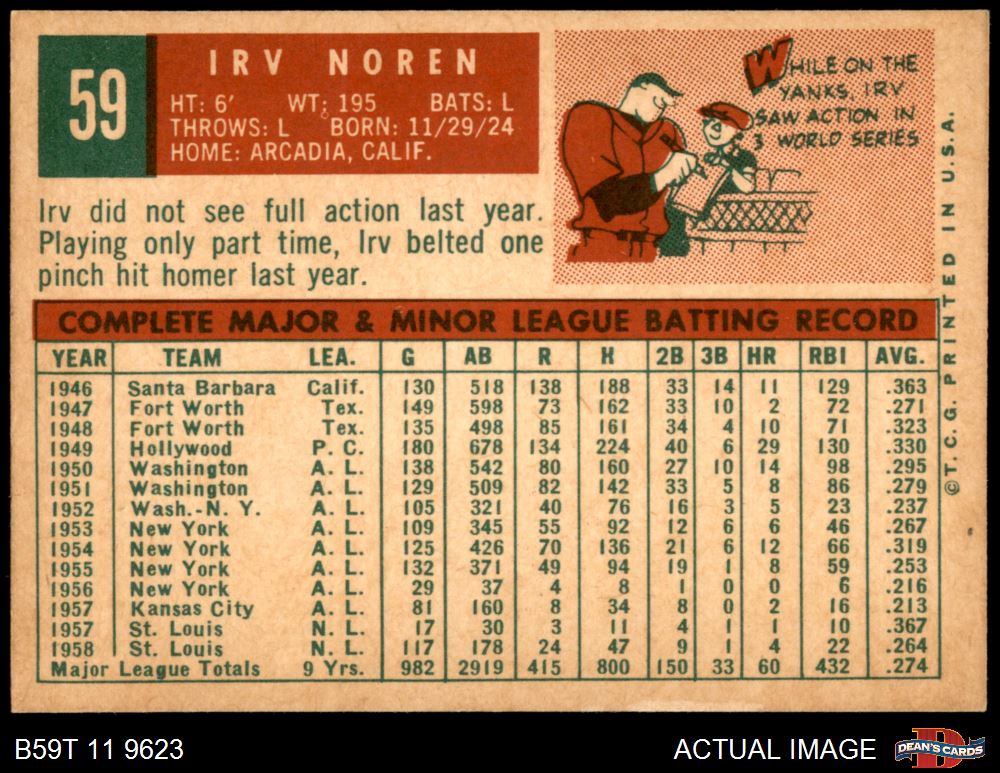 59
IRV NOREN
HT: 6' WT: 195 BATS: L
THROWS: L BORN: 11/29/24
HOME: ARCADIA, CALIF.
WHILE ON THE
YANKS, IRV
SAW ACTION IN
3 WORLD SERIES
Irv did not see full action last year.
Playing only part time, Irv belted one
pinch hit homer last year.
COMPLETE MAJOR & MINOR LEAGUE BATTING RECORD
YEAR TEAM LEA. G AB R H 2B 3B HR RBI AVG.
1946 Santa Barbara Calif. 130 518 138 188 33 14 11 129 .363
1947 Fort Worth Tex. 149 598 73 162 33 10 2 72 .271
1948 Fort Worth Tex. 135 498 85 161 34 4 10 71 .323
1949 Hollywood P. C. 180 678 134 224 40 6 29 130 .330
1950 Washington A. L. 138 542 80 160 27 10 14 98 .295
1951 Washington A. L. 129 509 82 142 33 5 8 86 .279
1952 Wash.-N. Y. A. L. 105 321 40 76 16 3 5 23 .237
1953 New York A. L. 109 345 55 92 12 6 6 46 .267
1954 New York A. L. 125 426 70 136 21 6 12 66 .319
1955 New York A. L. 132 371 49 94 19 1 8 59 .253
1956 New York A. L. 29 37 4 8 1 0 0 6 .216
1957 Kansas City A. L. 81 160 8 34 8 0 2 16 .213
1957 St. Louis N. L. 17 30 3 11 4 1 1 10 .367
1958 St. Louis N. L. 117 178 24 47 9 1 4 22 .264
Major League Totals 9 Yrs. 982 2919 415 800 150 33 60 432 .274
©T.C.G. PRINTED IN U.S.A.
B59T 11 9623
ACTUAL IMAGE
D
DEAN'S CARDS